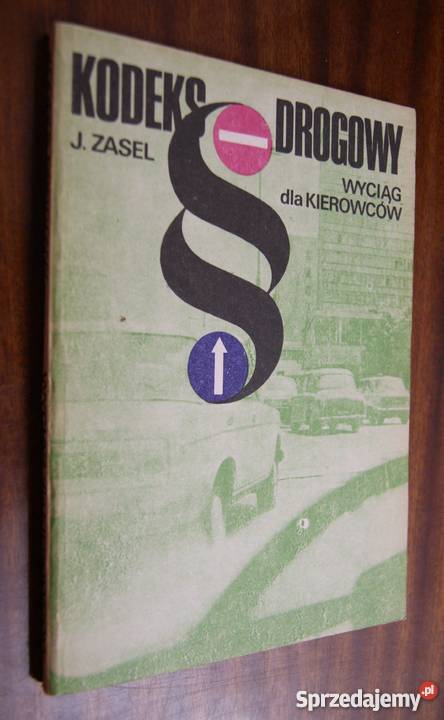 KODEKS DROGOWY
J. ZASEL
WYCIĄG
dla KIEROWCÓW
§
Sprzedajemy.pl